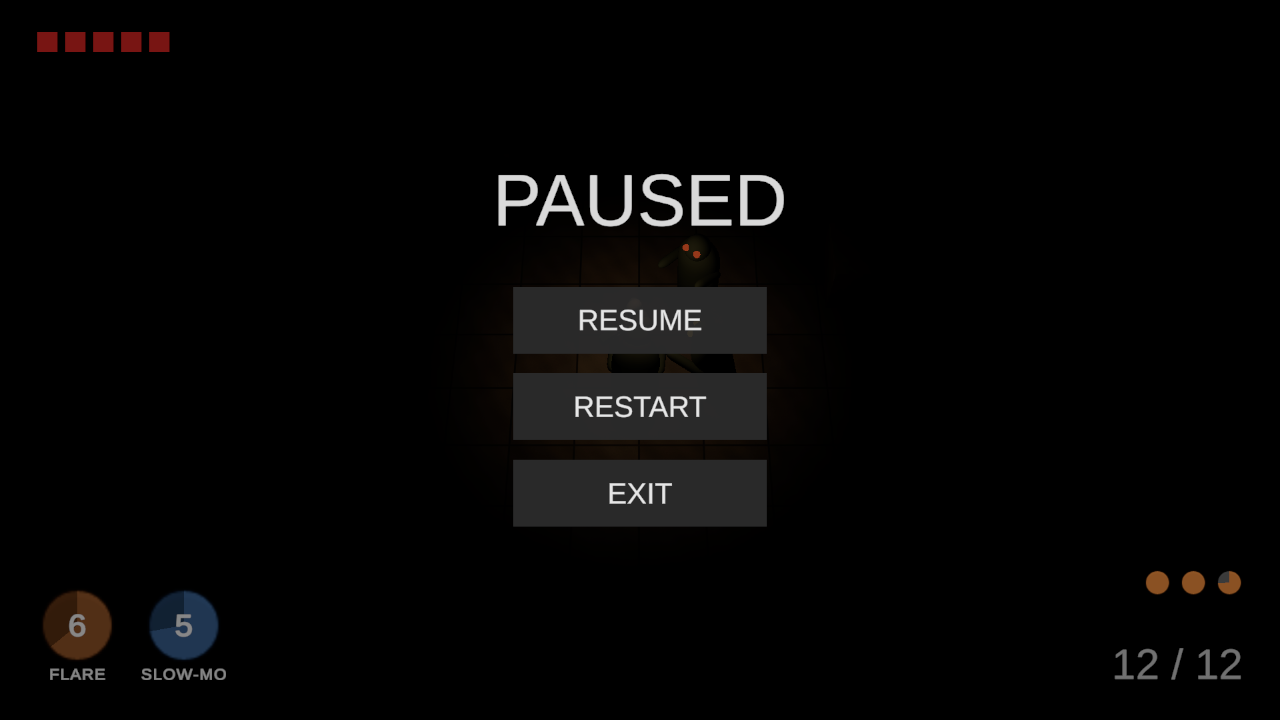 PAUSED
RESUME
RESTART
EXIT
6
5
FLARE
SLOW-MO
12 / 12